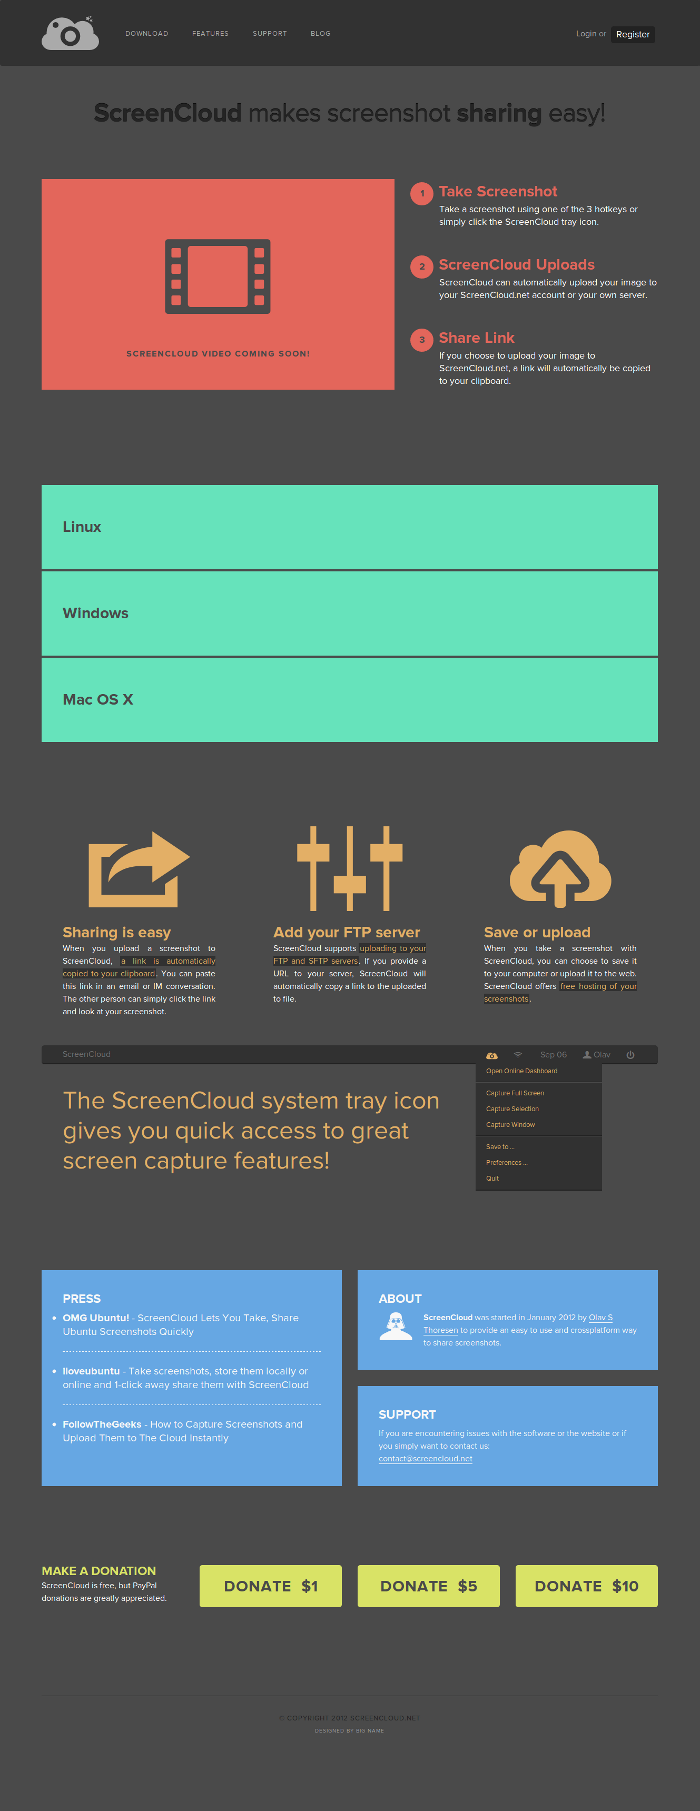 DOWNLOAD FEATURES SUPPORT BLOG Login or Register
ScreenCloud makes screenshot sharing easy!
SCREENCLOUD VIDEO COMING SOON!
1 Take Screenshot
Take a screenshot using one of the 3 hotkeys or
simply click the ScreenCloud tray icon.
2 ScreenCloud Uploads
ScreenCloud can automatically upload your image to
your ScreenCloud.net account or your own server.
3 Share Link
If you choose to upload your image to
ScreenCloud.net, a link will automatically be copied
to your clipboard.
Linux
Windows
Mac OS X
Sharing is easy
When you upload a screenshot to
ScreenCloud, a link is automatically
copied to your clipboard. You can paste
this link in an email or IM conversation.
The other person can simply click the link
and look at your screenshot.
Add your FTP server
ScreenCloud supports uploading to your
FTP and SFTP servers. If you provide a
URL to your server, ScreenCloud will
automatically copy a link to the uploaded
to file.
Save or upload
When you take a screenshot with
ScreenCloud, you can choose to save it
to your computer or upload it to the web.
ScreenCloud offers free hosting of your
screenshots.
ScreenCloud Sep 06 Olav
The ScreenCloud system tray icon
gives you quick access to great
screen capture features!
Open Online Dashboard
Capture Full Screen
Capture Selection
Capture Window
Save to ...
Preferences ...
Quit
PRESS
• OMG Ubuntu! - ScreenCloud Lets You Take, Share
Ubuntu Screenshots Quickly
• Iloveubuntu - Take screenshots, store them locally or
online and 1-click away share them with ScreenCloud
• FollowTheGeeks - How to Capture Screenshots and
Upload Them to The Cloud Instantly
ABOUT
ScreenCloud was started in January 2012 by Olav S
Thoresen to provide an easy to use and crossplatform way
to share screenshots.
SUPPORT
If you are encountering issues with the software or the website or if
you simply want to contact us:
contact@screencloud.net
MAKE A DONATION
ScreenCloud is free, but PayPal
donations are greatly appreciated.
DONATE $1
DONATE $5
DONATE $10
© COPYRIGHT 2012 SCREENCLOUD.NET
DESIGNED BY BIG NAME